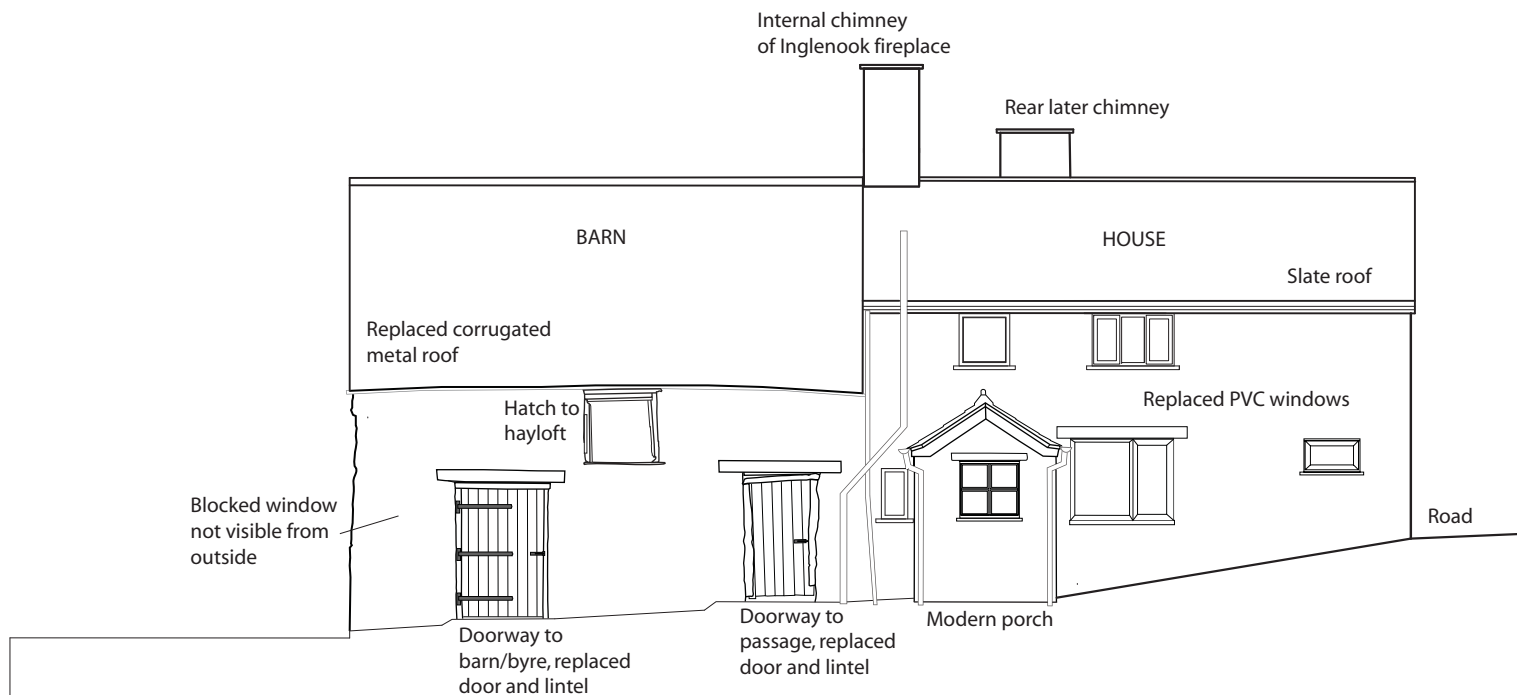 Internal chimney
of Inglenook fireplace
Rear later chimney
BARN
HOUSE
Slate roof
Replaced corrugated
metal roof
Hatch to
hayloft
Replaced PVC windows
Blocked window
not visible from
outside
Road
Doorway to
barn/byre, replaced
door and lintel
Doorway to
passage, replaced
door and lintel
Modern porch